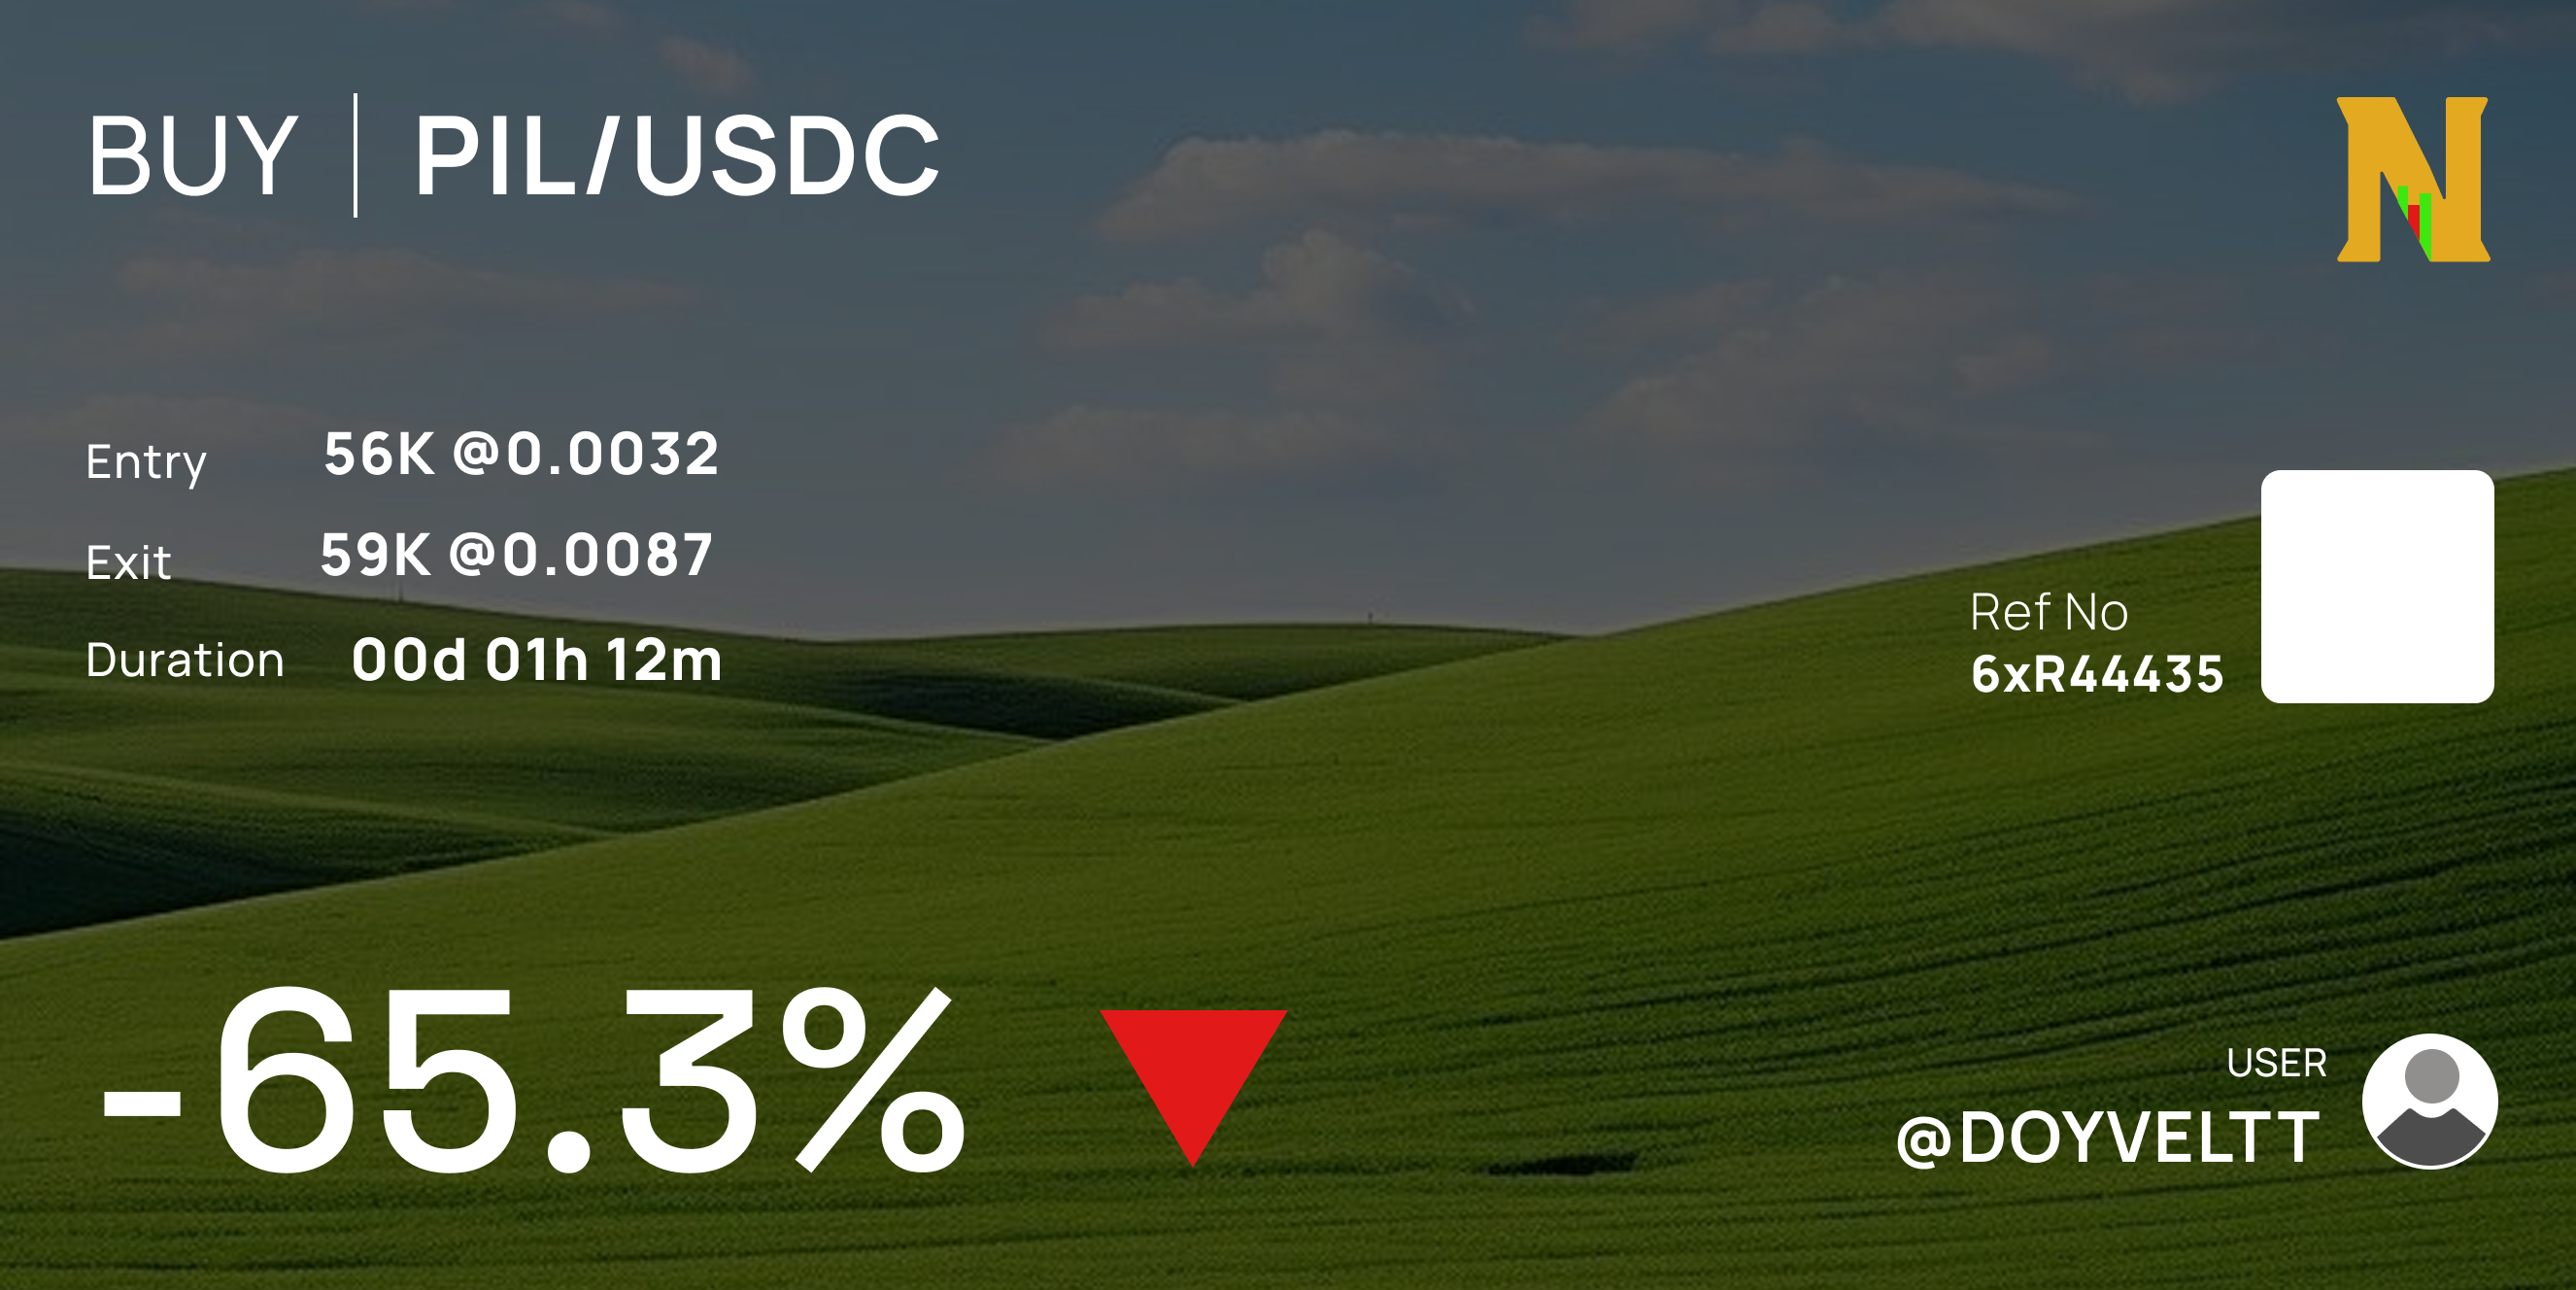 BUY | PIL/USDC
N
Entry 56K @0.0032
Exit 59K @0.0087
Duration 00d 01h 12m
Ref No
6xR44435
-65.3%
USER
@DOYVELTT